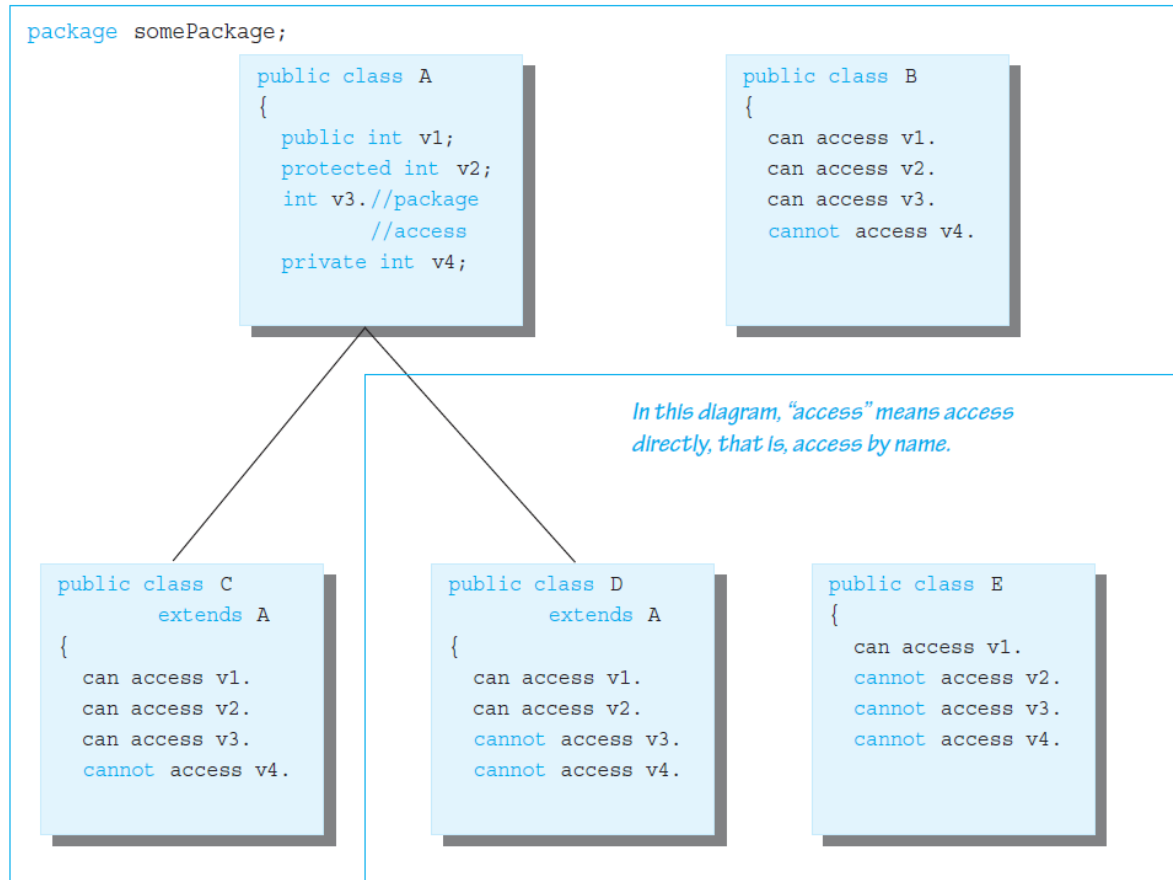 package somePackage;
public class A
{
public int v1;
protected int v2;
int v3.//package
//access
private int v4;
public class B
{
can access v1.
can access v2.
can access v3.
cannot access v4.
In this diagram, “access” means access
directly, that is, access by name.
public class C
extends A
{
can access v1.
can access v2.
can access v3.
cannot access v4.
public class D
extends A
{
can access v1.
can access v2.
cannot access v3.
cannot access v4.
public class E
{
can access v1.
cannot access v2.
cannot access v3.
cannot access v4.